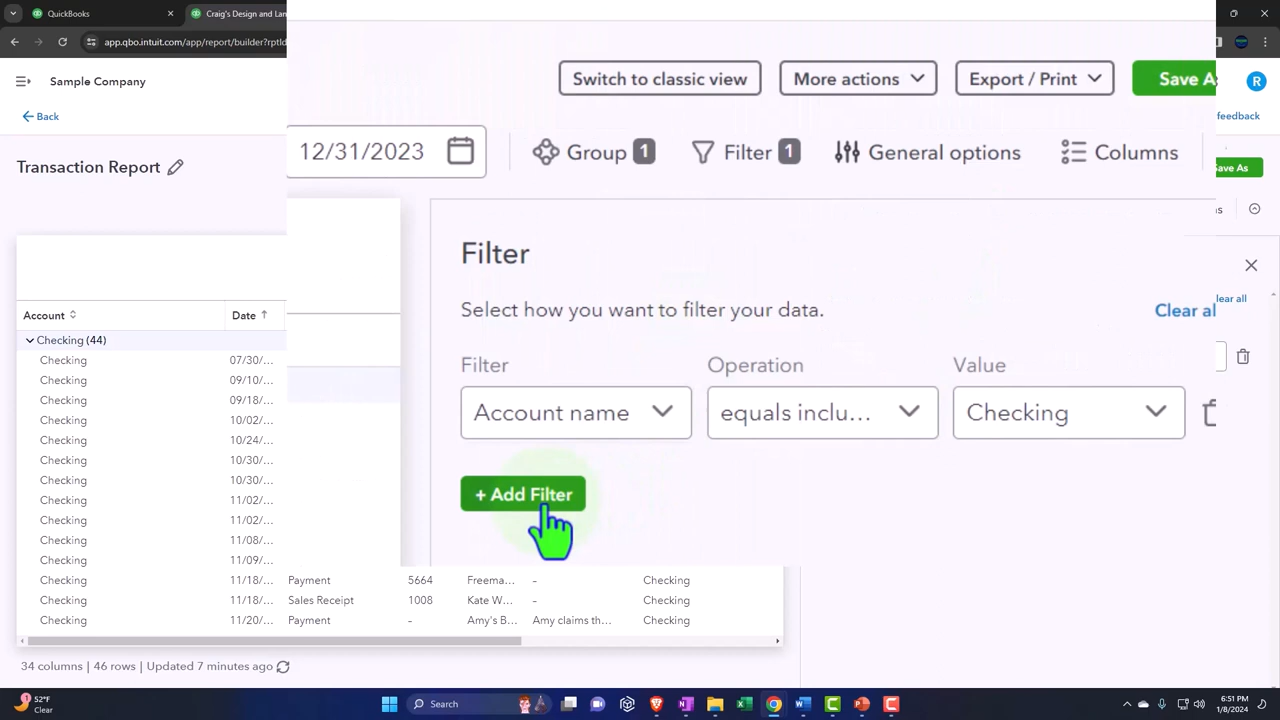 QuickBooks
Craig's Design and Lan
app.qbo.intuit.com/app/report/builder?rptId
Sample Company
R
Back
feedback
Switch to classic view
More actions
Export / Print
Save As
12/31/2023
Group 1
Filter 1
General options
Columns
Transaction Report
Save As
Filter
Select how you want to filter your data.
Clear all
Clear all
Filter
Operation
Value
Account name
equals inclu...
Checking
+ Add Filter
Account
Date
Checking (44)
Checking 07/30/...
Checking 09/10/...
Checking 09/18/...
Checking 10/02/...
Checking 10/24/...
Checking 10/30/...
Checking 10/30/...
Checking 11/02/...
Checking 11/02/...
Checking 11/08/...
Checking 11/09/...
Checking 11/18/... Payment 5664 Freema... – Checking
Checking 11/18/... Sales Receipt 1008 Kate W... – Checking
Checking 11/20/... Payment – Amy's B... Amy claims th... Checking
34 columns | 46 rows | Updated 7 minutes ago
52°F
Clear
Search
6:51 PM
1/8/2024